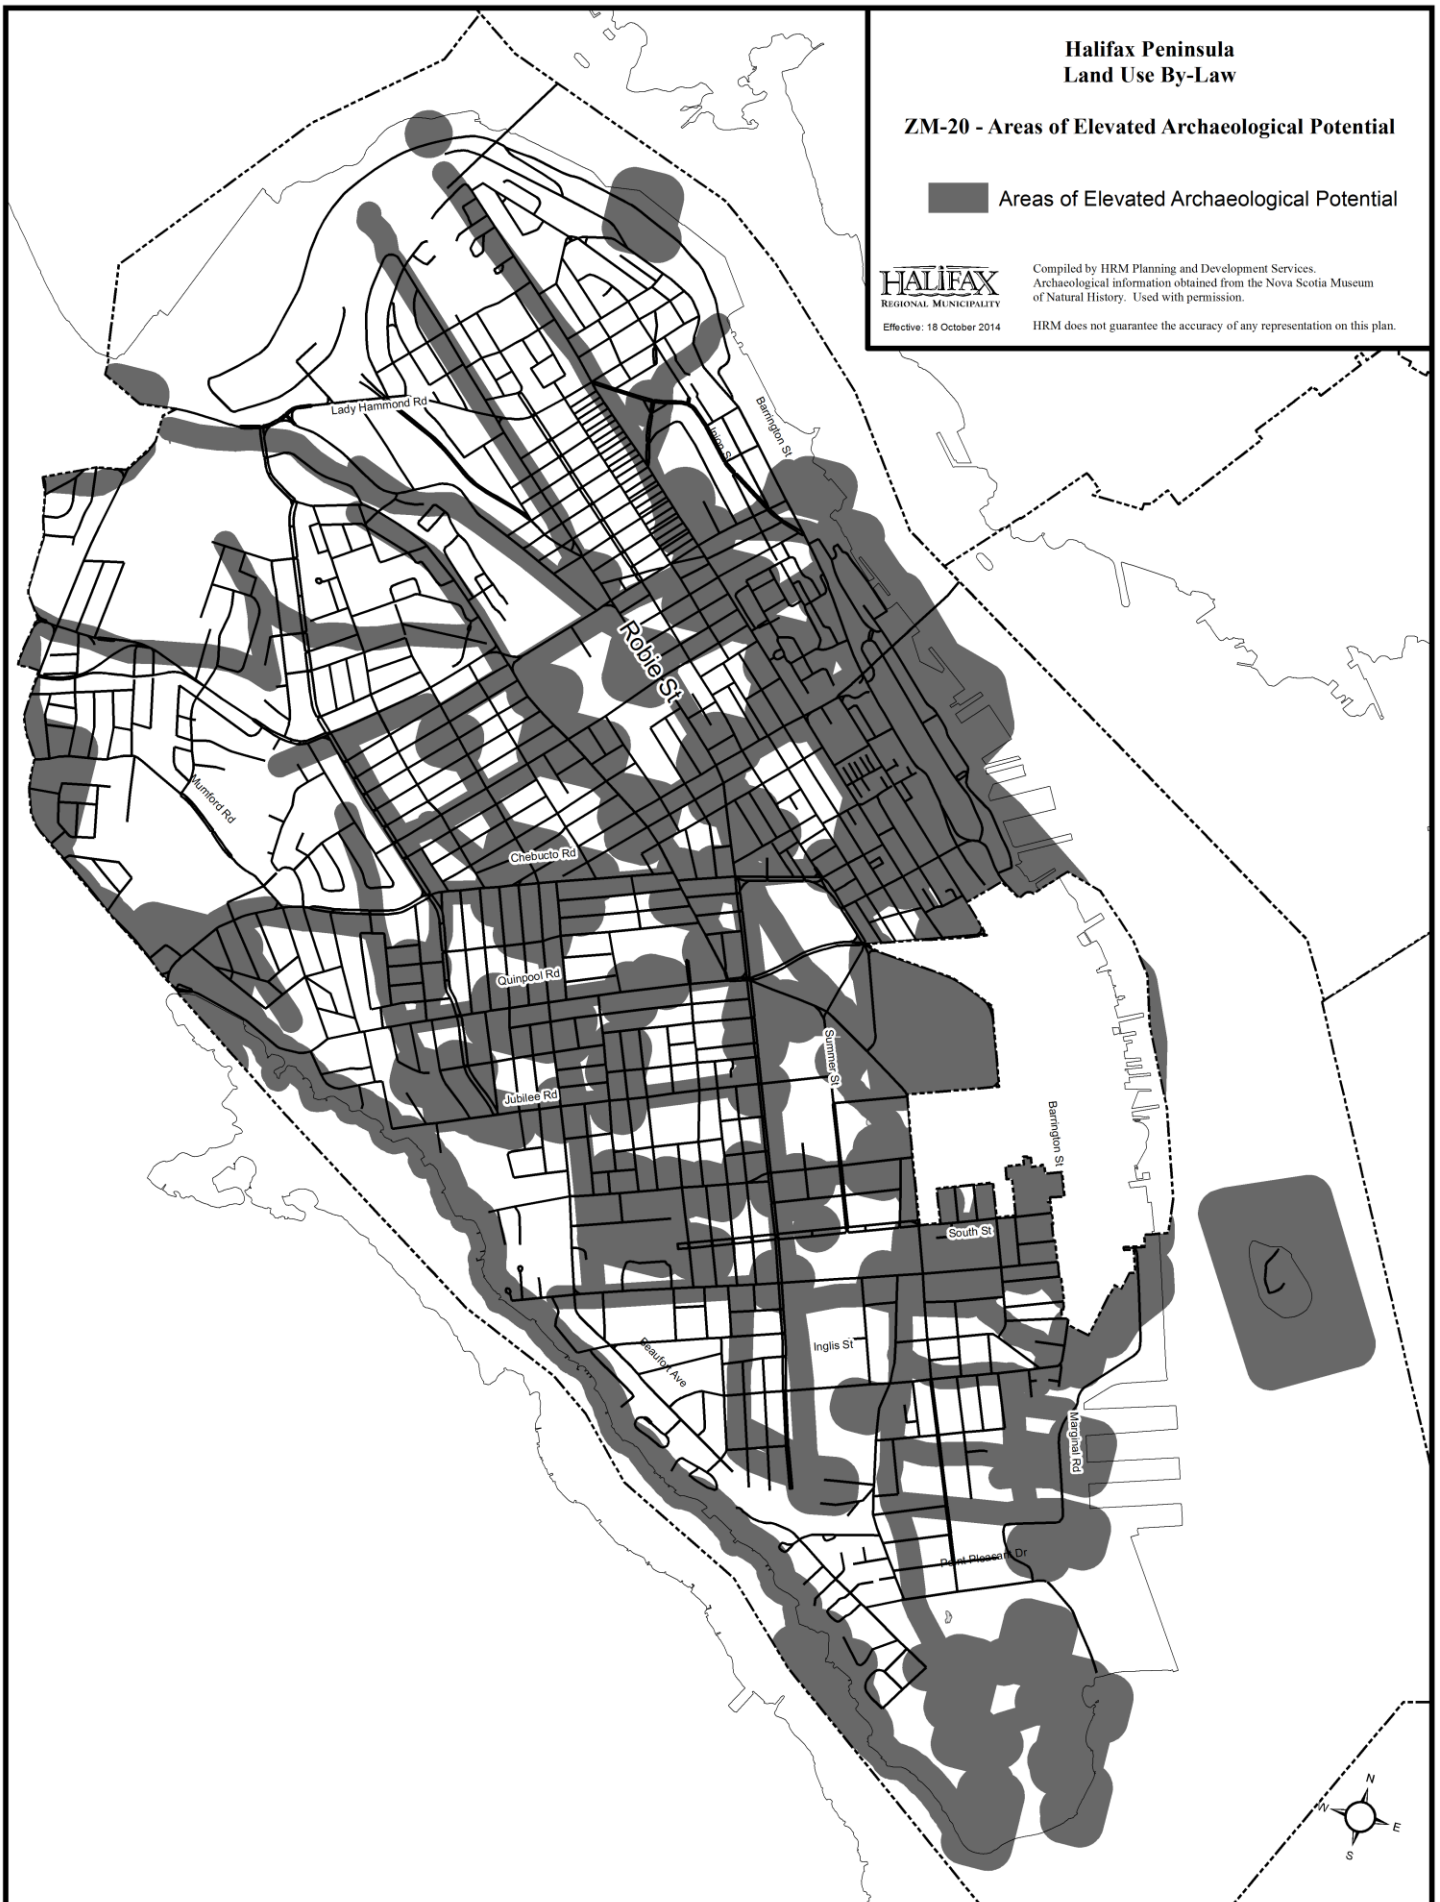 Halifax Peninsula
Land Use By-Law
ZM-20 - Areas of Elevated Archaeological Potential
Areas of Elevated Archaeological Potential
HALIFAX
REGIONAL MUNICIPALITY
Effective: 18 October 2014
Compiled by HRM Planning and Development Services.
Archaeological information obtained from the Nova Scotia Museum
of Natural History. Used with permission.
HRM does not guarantee the accuracy of any representation on this plan.
Lady Hammond Rd
Barrington St
Union St
Robie St
Mumford Rd
Chebucto Rd
Quinpool Rd
Summer St
Jubilee Rd
Barrington St
South St
Inglis St
Beaufort Ave
Marginal Rd
Point Pleasant Dr
N
W
E
S